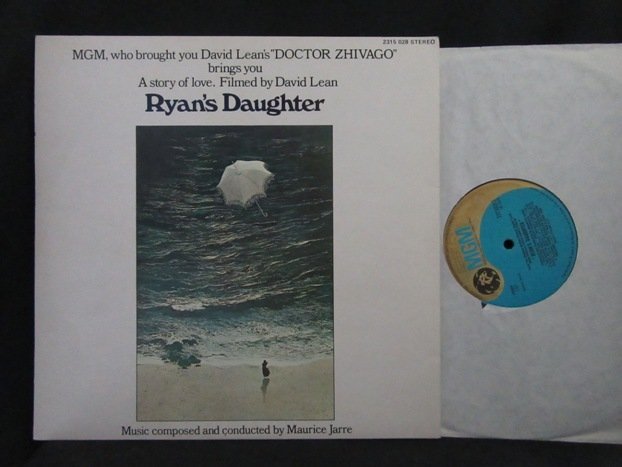 2315 028 STEREO
MGM, who brought you David Lean's "DOCTOR ZHIVAGO"
brings you
A story of love. Filmed by David Lean
Ryan's Daughter
Music composed and conducted by Maurice Jarre
MGM